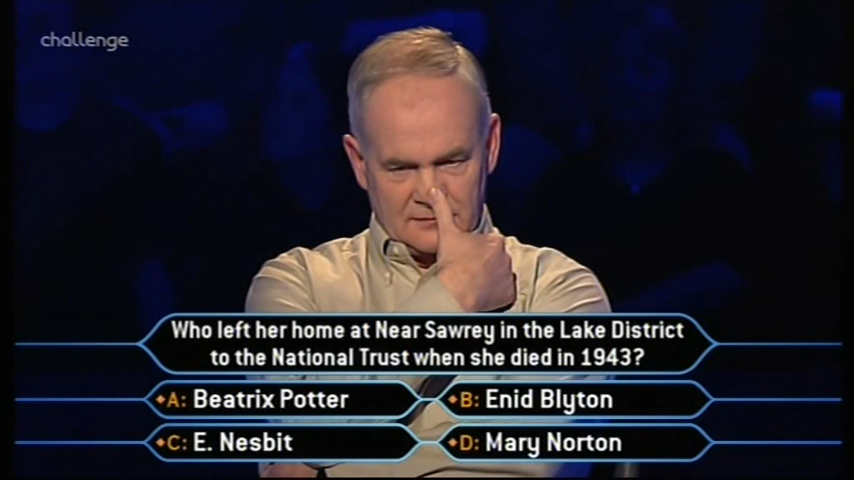 challenge
Who left her home at Near Sawrey in the Lake District
to the National Trust when she died in 1943?
A: Beatrix Potter
B: Enid Blyton
C: E. Nesbit
D: Mary Norton